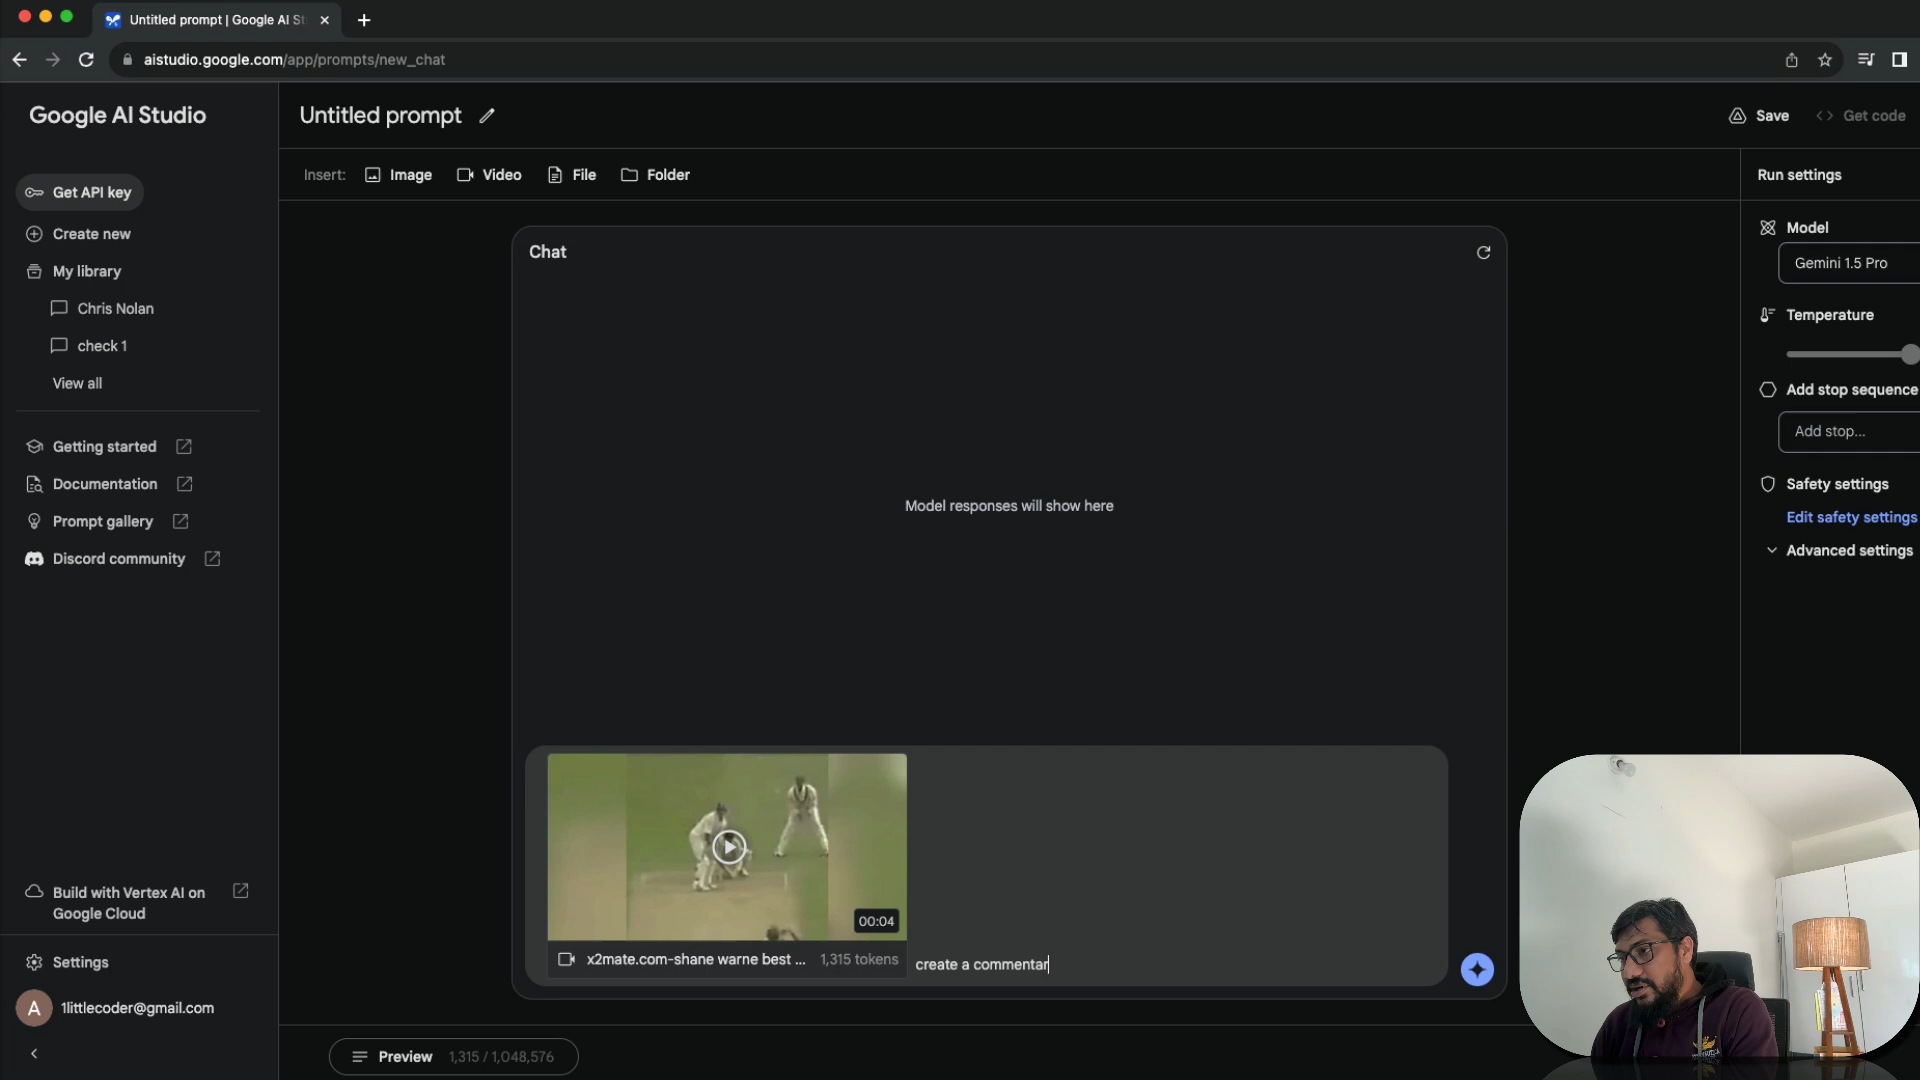 Untitled prompt | Google AI St
aistudio.google.com/app/prompts/new_chat
Google AI Studio
Untitled prompt
Save
Get code
Get API key
Insert:
Image
Video
File
Folder
Run settings
Create new
My library
Chris Nolan
check 1
View all
Chat
Model
Gemini 1.5 Pro
Temperature
Add stop sequence
Add stop...
Getting started
Documentation
Prompt gallery
Discord community
Model responses will show here
Safety settings
Edit safety settings
Advanced settings
00:04
x2mate.com-shane warne best ...
1,315 tokens
create a commentar
Build with Vertex AI on
Google Cloud
Settings
A
1littlecoder@gmail.com
Preview
1,315 / 1,048,576